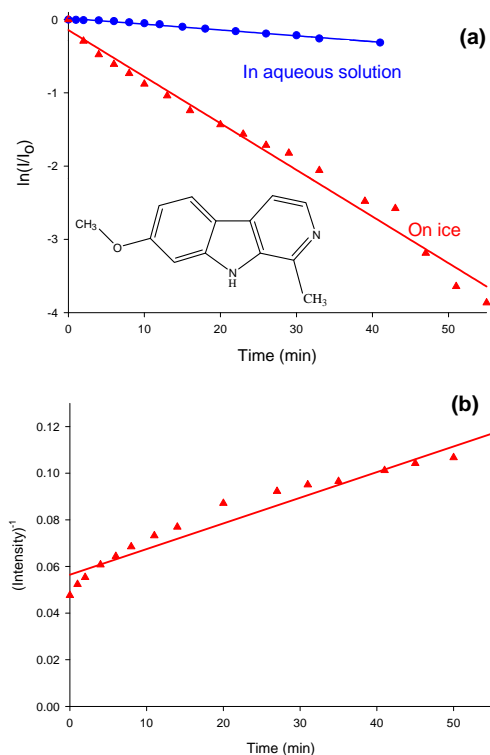 (a)
In aqueous solution
On ice
ln(I/I₀)
0
-1
-2
-3
-4
CH₃
O
N
H
N
CH₃
0 10 20 30 40 50
Time (min)
(b)
(Intensity)⁻¹
0.12
0.10
0.08
0.06
0.04
0.02
0.00
0 10 20 30 40 50
Time (min)